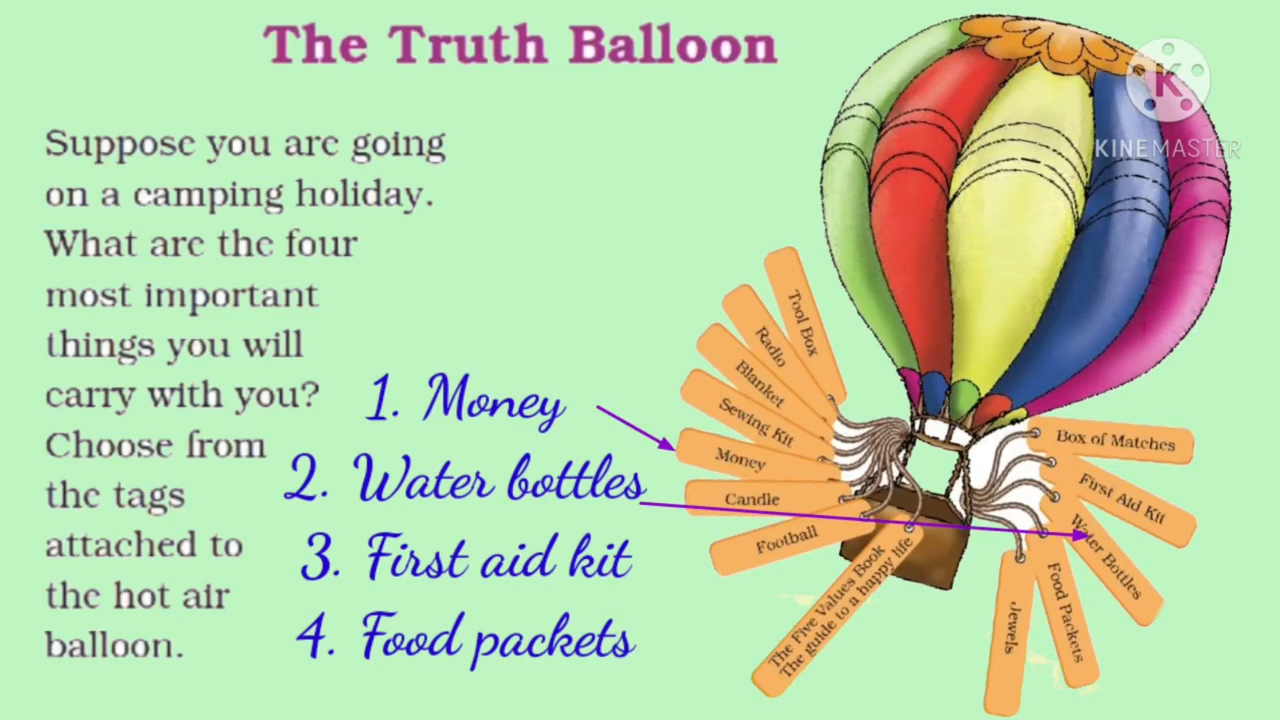 The Truth Balloon
Suppose you are going
on a camping holiday.
What are the four
most important
things you will
carry with you?
Choose from
the tags
attached to
the hot air
balloon.
1. Money
2. Water bottles
3. First aid kit
4. Food packets
Tool Box
Radio
Blanket
Sewing Kit
Money
Candle
Football
The Five Values Book
The guide to a happy life
Jewels
Food Packets
Water Bottles
First Aid Kit
Box of Matches
K
KINEMASTER